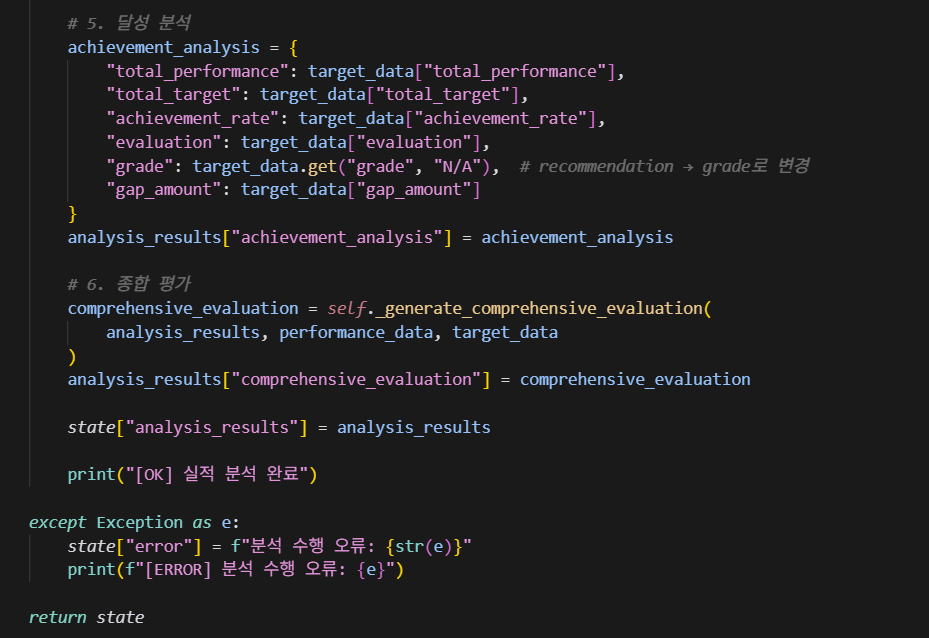 # 5. 달성 분석
achievement_analysis = {
"total_performance": target_data["total_performance"],
"total_target": target_data["total_target"],
"achievement_rate": target_data["achievement_rate"],
"evaluation": target_data["evaluation"],
"grade": target_data.get("grade", "N/A"),  # recommendation → grade로 변경
"gap_amount": target_data["gap_amount"]
}
analysis_results["achievement_analysis"] = achievement_analysis
# 6. 종합 평가
comprehensive_evaluation = self._generate_comprehensive_evaluation(
analysis_results, performance_data, target_data
)
analysis_results["comprehensive_evaluation"] = comprehensive_evaluation
state["analysis_results"] = analysis_results
print("[OK] 실적 분석 완료")
except Exception as e:
state["error"] = f"분석 수행 오류: {str(e)}"
print(f"[ERROR] 분석 수행 오류: {e}")
return state